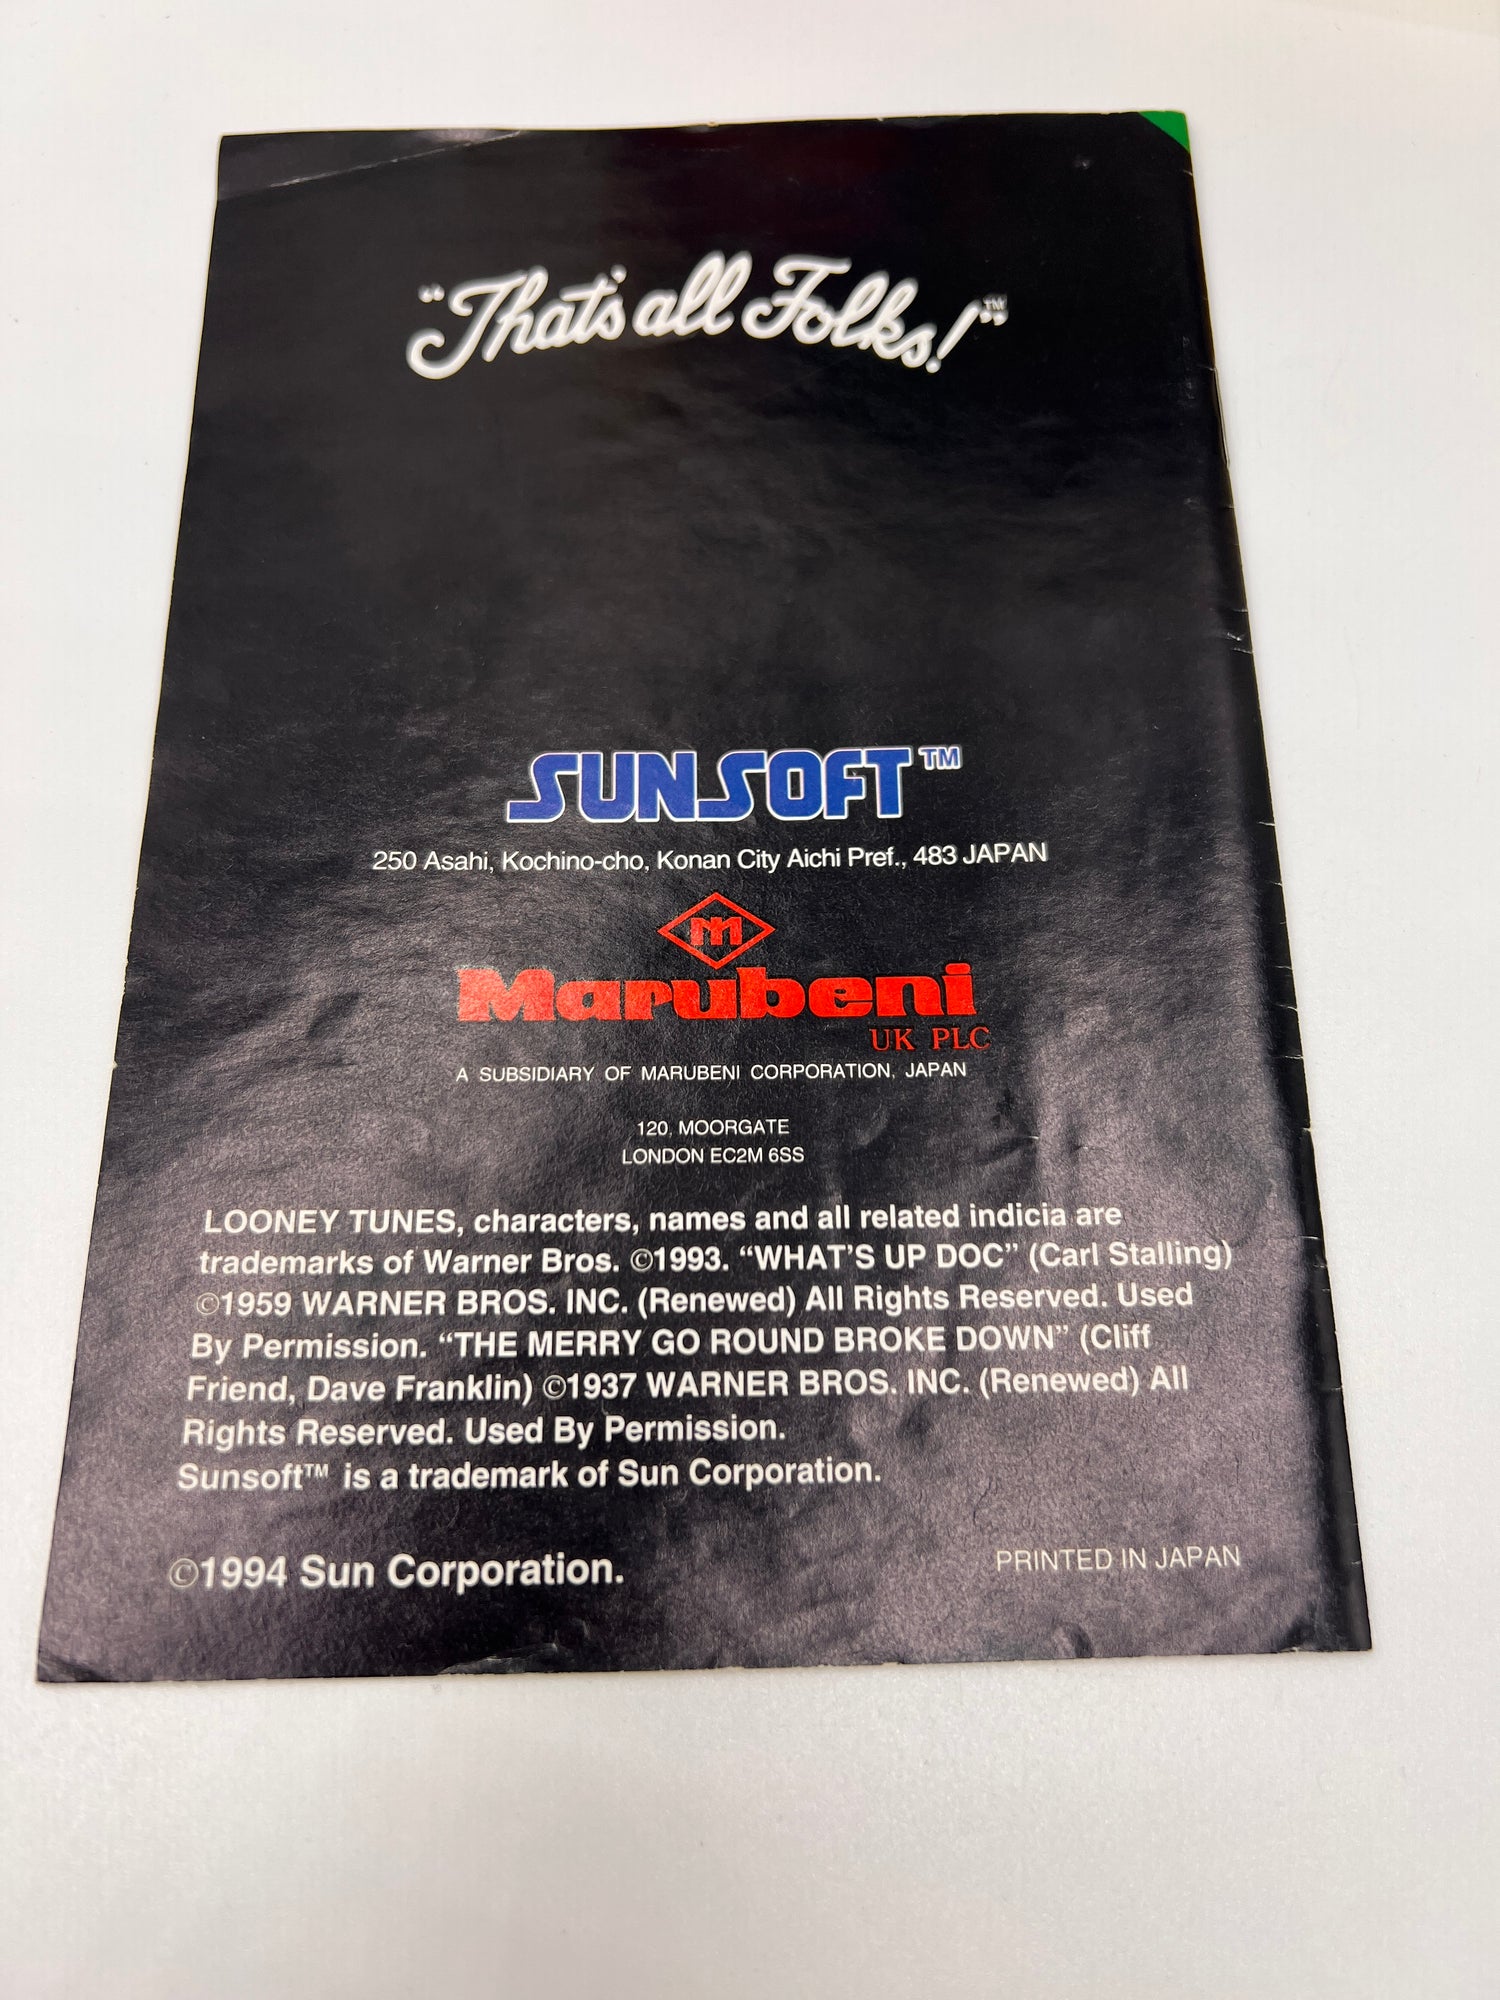 “That's all Folks!”™
SUNSOFT™
250 Asahi, Kochino-cho, Konan City Aichi Pref., 483 JAPAN
M
Marubeni
UK PLC
A SUBSIDIARY OF MARUBENI CORPORATION, JAPAN
120, MOORGATE
LONDON EC2M 6SS
LOONEY TUNES, characters, names and all related indicia are
trademarks of Warner Bros. ©1993. “WHAT'S UP DOC” (Carl Stalling)
©1959 WARNER BROS. INC. (Renewed) All Rights Reserved. Used
By Permission. “THE MERRY GO ROUND BROKE DOWN” (Cliff
Friend, Dave Franklin) ©1937 WARNER BROS. INC. (Renewed) All
Rights Reserved. Used By Permission.
Sunsoft™ is a trademark of Sun Corporation.
©1994 Sun Corporation.
PRINTED IN JAPAN